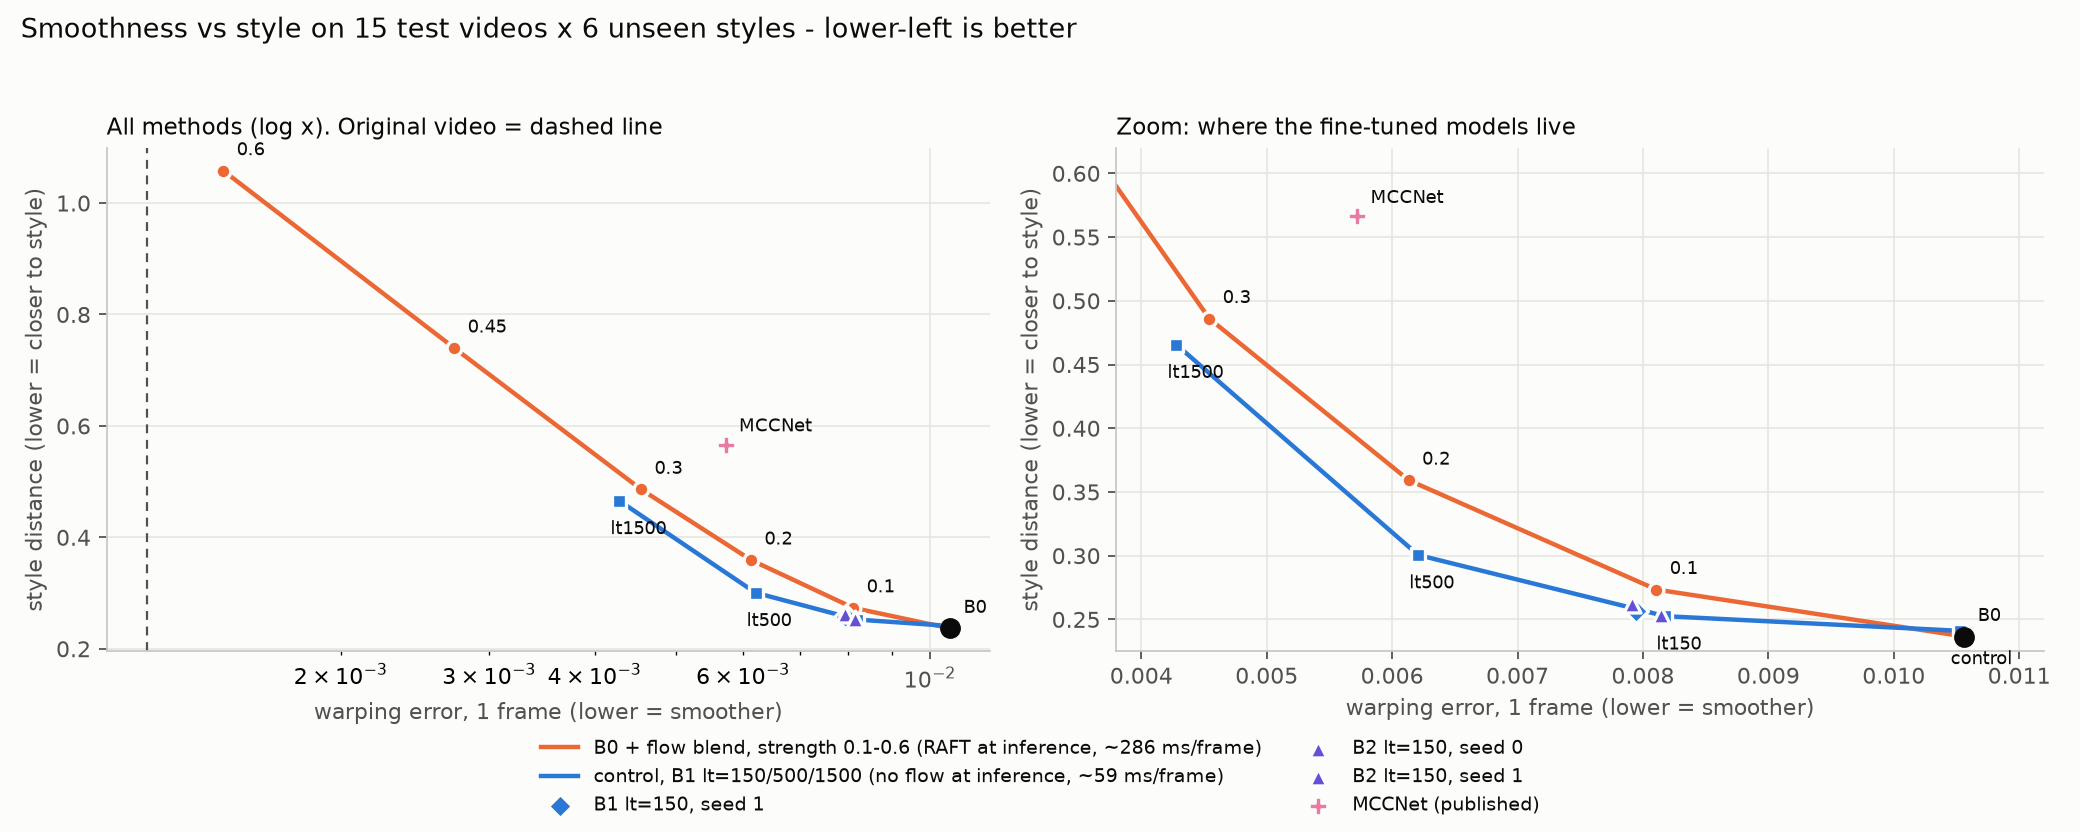 Smoothness vs style on 15 test videos x 6 unseen styles - lower-left is better
All methods (log x). Original video = dashed line
0.6
0.45
MCCNet
0.3
0.2
0.1
B0
lt1500
lt500
1.0
0.8
0.6
0.4
0.2
style distance (lower = closer to style)
2 × 10⁻³
3 × 10⁻³
4 × 10⁻³
6 × 10⁻³
10⁻²
warping error, 1 frame (lower = smoother)
Zoom: where the fine-tuned models live
MCCNet
0.3
lt1500
0.2
lt500
0.1
B0
lt150
control
0.60
0.55
0.50
0.45
0.40
0.35
0.30
0.25
style distance (lower = closer to style)
0.004
0.005
0.006
0.007
0.008
0.009
0.010
0.011
warping error, 1 frame (lower = smoother)
B0 + flow blend, strength 0.1-0.6 (RAFT at inference, ~286 ms/frame)
control, B1 lt=150/500/1500 (no flow at inference, ~59 ms/frame)
B1 lt=150, seed 1
B2 lt=150, seed 0
B2 lt=150, seed 1
MCCNet (published)